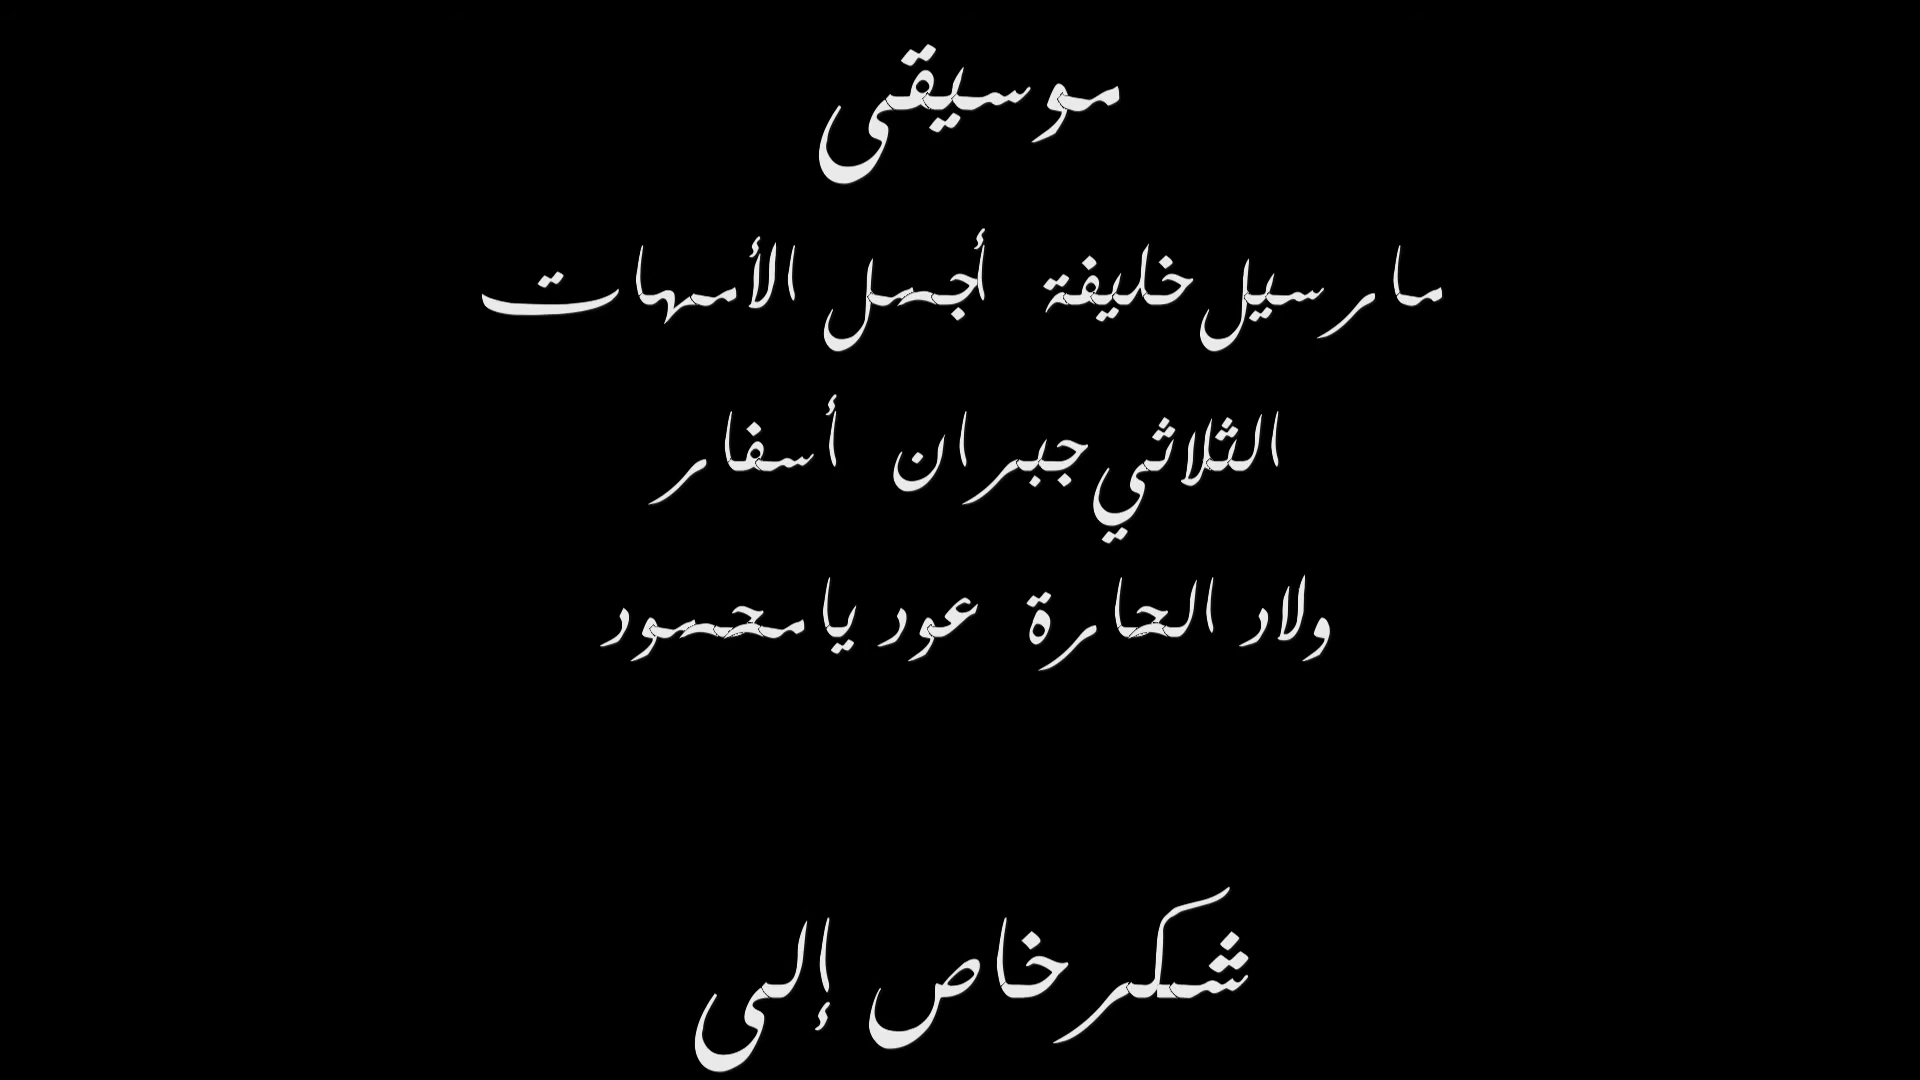 موسيقى
مارسيل خليفة أجمل الأمهات
الثلاثي جبران أسفار
ولاد الحارة عود يا محمود
شكر خاص إلى